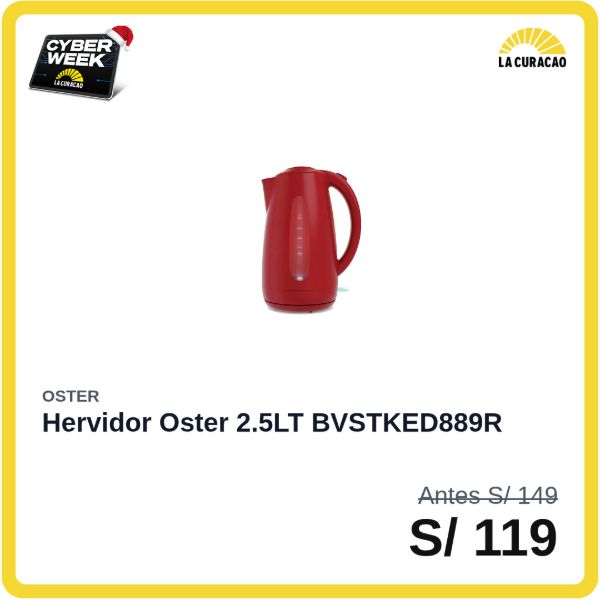 CYBER
WEEK
LA CURACAO
LA CURACAO
OSTER
Hervidor Oster 2.5LT BVSTKED889R
Antes S/ 149
S/ 119